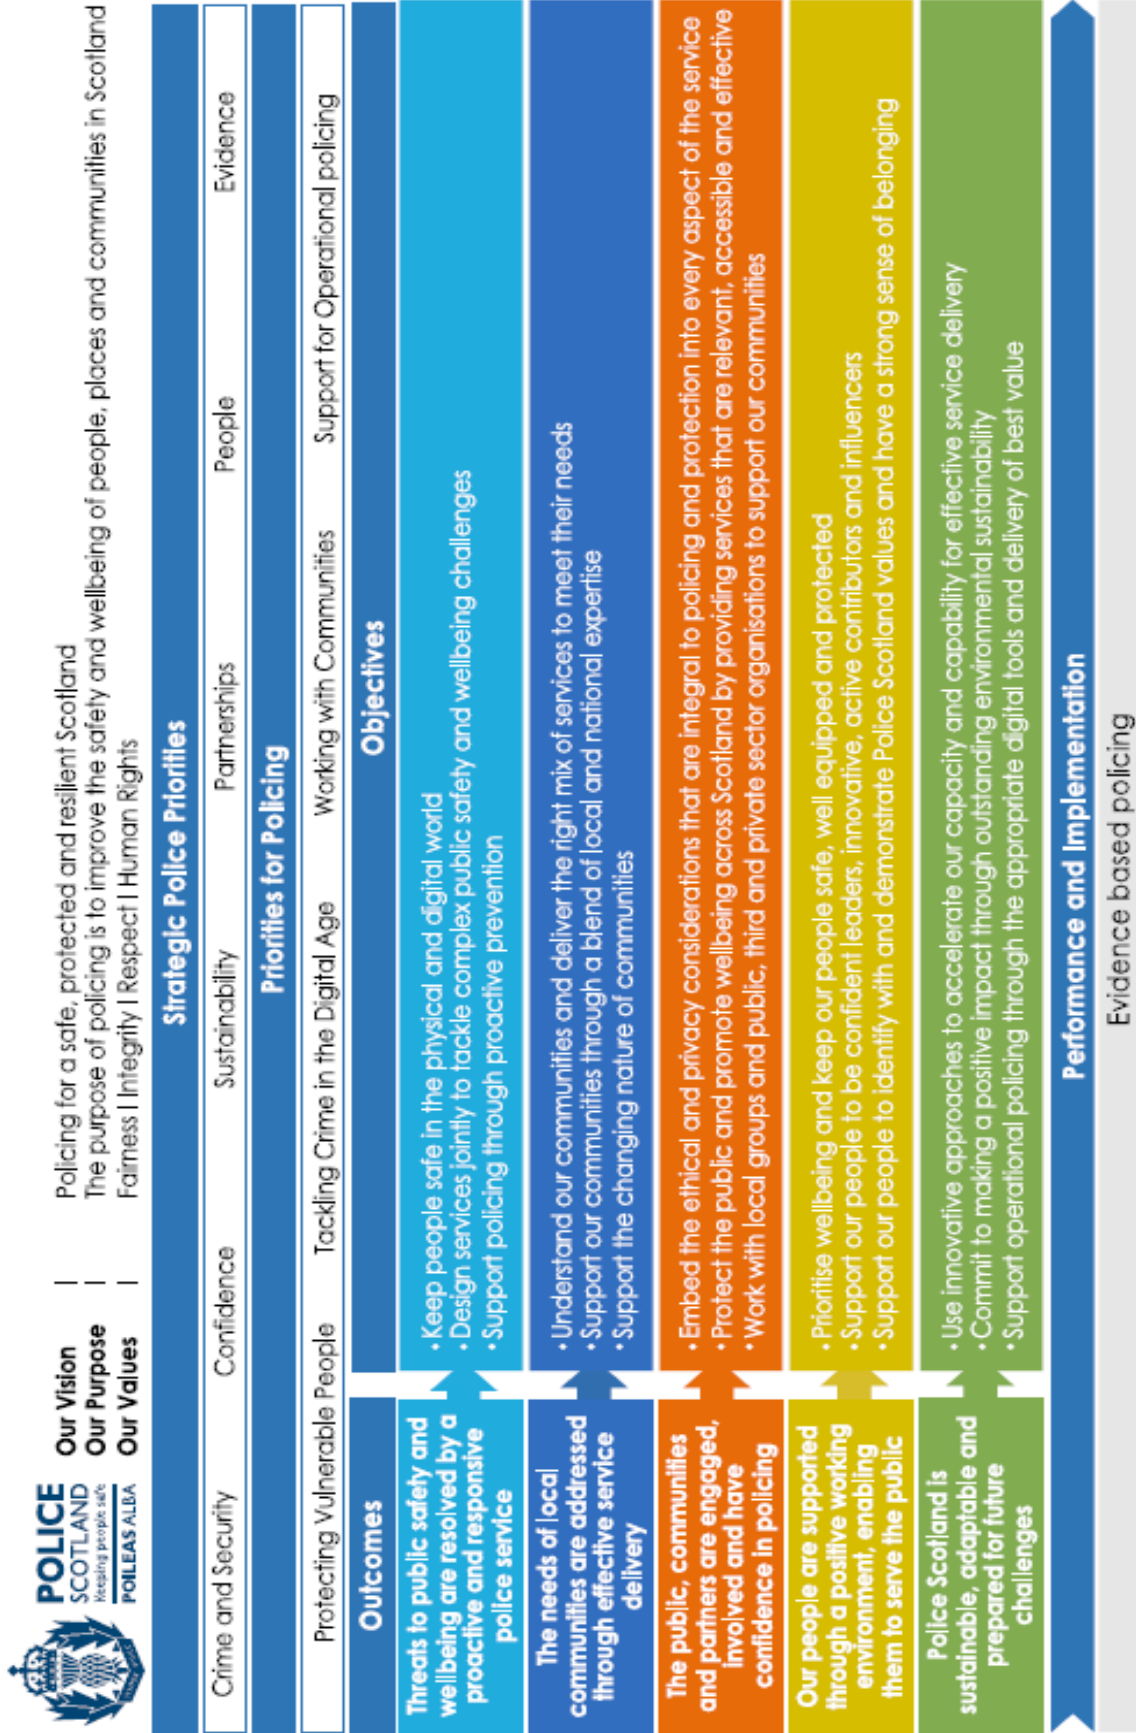 POLICE
SCOTLAND
Keeping people safe
POILEAS ALBA
Our Vision | Policing for a safe, protected and resilient Scotland
Our Purpose | The purpose of policing is to improve the safety and wellbeing of people, places and communities in Scotland
Our Values | Fairness | Integrity | Respect | Human Rights
Strategic Police Priorities
Crime and Security Confidence Sustainability Partnerships People Evidence
Priorities for Policing
Protecting Vulnerable People Tackling Crime in the Digital Age Working with Communities Support for Operational policing
Outcomes
Objectives
Threats to public safety and
wellbeing are resolved by a
proactive and responsive
police service
• Keep people safe in the physical and digital world
• Design services jointly to tackle complex public safety and wellbeing challenges
• Support policing through proactive prevention
The needs of local
communities are addressed
through effective service
delivery
• Understand our communities and deliver the right mix of services to meet their needs
• Support our communities through a blend of local and national expertise
• Support the changing nature of communities
The public, communities
and partners are engaged,
involved and have
confidence in policing
• Embed the ethical and privacy considerations that are integral to policing and protection into every aspect of the service
• Protect the public and promote wellbeing across Scotland by providing services that are relevant, accessible and effective
• Work with local groups and public, third and private sector organisations to support our communities
Our people are supported
through a positive working
environment, enabling
them to serve the public
• Prioritise wellbeing and keep our people safe, well equipped and protected
• Support our people to be confident leaders, innovative, active contributors and influencers
• Support our people to identify with and demonstrate Police Scotland values and have a strong sense of belonging
Police Scotland is
sustainable, adaptable and
prepared for future
challenges
• Use innovative approaches to accelerate our capacity and capability for effective service delivery
• Commit to making a positive impact through outstanding environmental sustainability
• Support operational policing through the appropriate digital tools and delivery of best value
Performance and Implementation
Evidence based policing